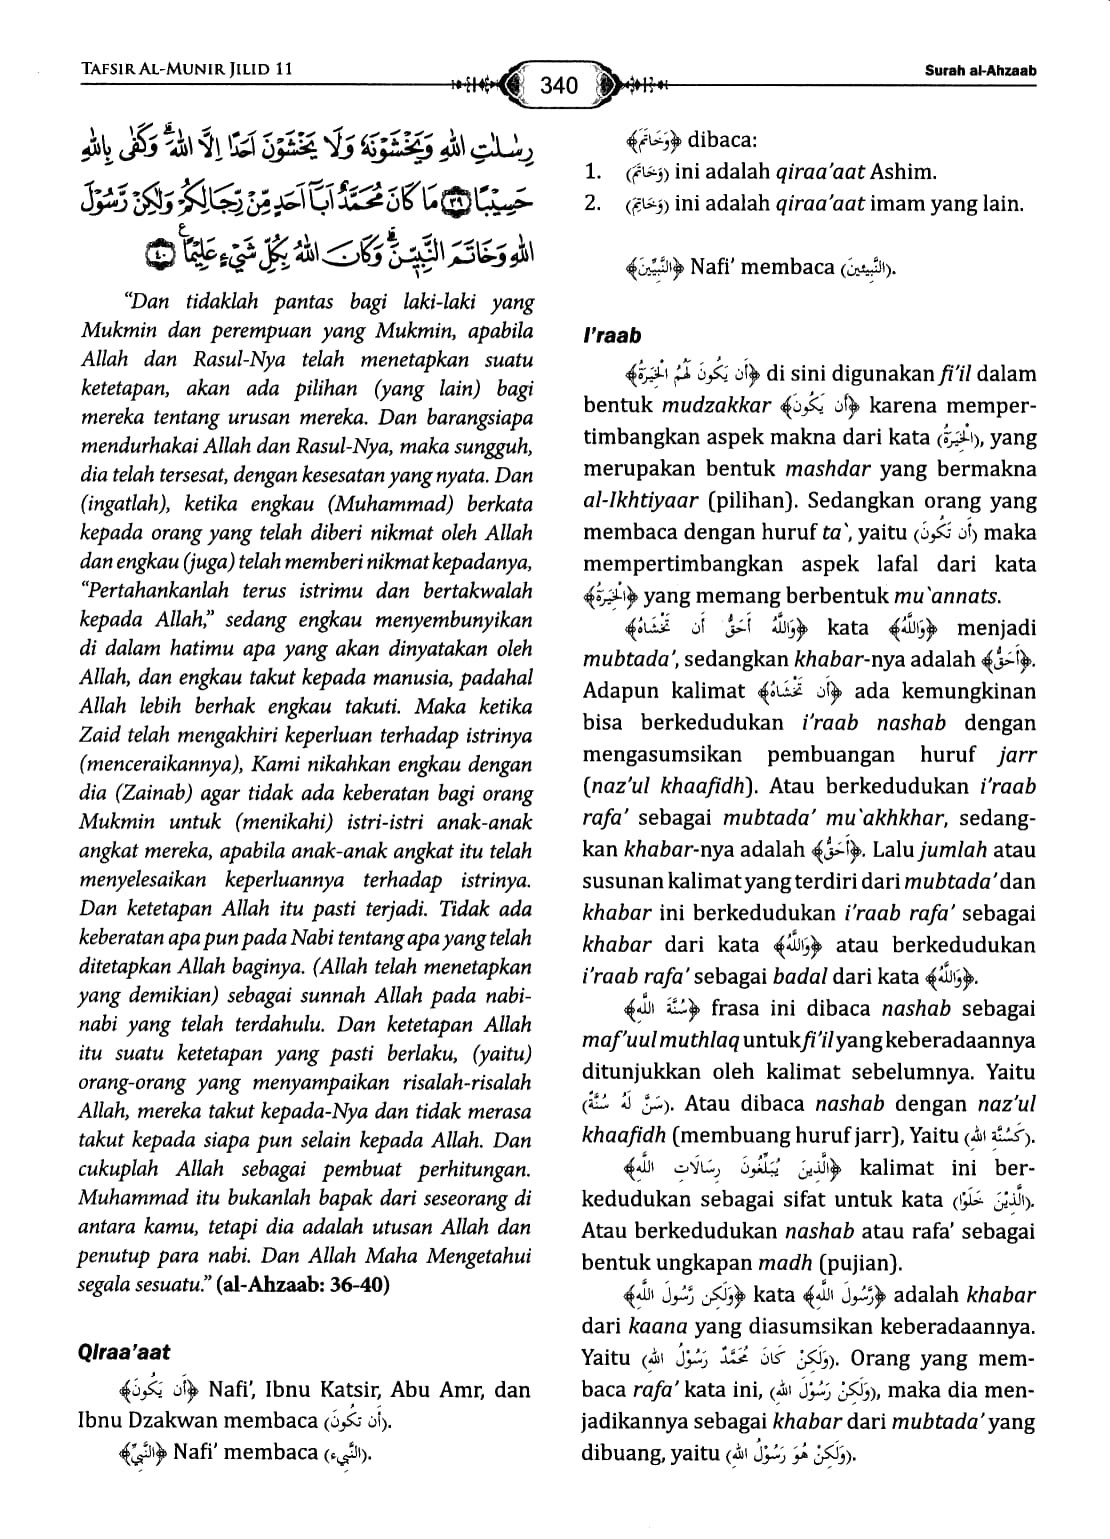 TAFSIR AL-MUNIR JILID 11
340
Surah al-Ahzaab
رِسٰلٰتِ اللّٰهِ وَيَخْشَوْنَهٗ وَلَا يَخْشَوْنَ اَحَدًا اِلَّا اللّٰهَ ۗوَكَفٰى بِاللّٰهِ
حَسِيْبًا ﴿٣٩﴾ مَا كَانَ مُحَمَّدٌ اَبَآ اَحَدٍ مِّنْ رِّجَالِكُمْ وَلٰكِنْ رَّسُوْلَ
اللّٰهِ وَخَاتَمَ النَّبِيّٖنَ ۗوَكَانَ اللّٰهُ بِكُلِّ شَيْءٍ عَلِيْمًا ﴿٤٠﴾
“Dan tidaklah pantas bagi laki-laki yang
Mukmin dan perempuan yang Mukmin, apabila
Allah dan Rasul-Nya telah menetapkan suatu
ketetapan, akan ada pilihan (yang lain) bagi
mereka tentang urusan mereka. Dan barangsiapa
mendurhakai Allah dan Rasul-Nya, maka sungguh,
dia telah tersesat, dengan kesesatan yang nyata. Dan
(ingatlah), ketika engkau (Muhammad) berkata
kepada orang yang telah diberi nikmat oleh Allah
dan engkau (juga) telah memberi nikmat kepadanya,
“Pertahankanlah terus istrimu dan bertakwalah
kepada Allah,” sedang engkau menyembunyikan
di dalam hatimu apa yang akan dinyatakan oleh
Allah, dan engkau takut kepada manusia, padahal
Allah lebih berhak engkau takuti. Maka ketika
Zaid telah mengakhiri keperluan terhadap istrinya
(menceraikannya), Kami nikahkan engkau dengan
dia (Zainab) agar tidak ada keberatan bagi orang
Mukmin untuk (menikahi) istri-istri anak-anak
angkat mereka, apabila anak-anak angkat itu telah
menyelesaikan keperluannya terhadap istrinya.
Dan ketetapan Allah itu pasti terjadi. Tidak ada
keberatan apa pun pada Nabi tentang apa yang telah
ditetapkan Allah baginya. (Allah telah menetapkan
yang demikian) sebagai sunnah Allah pada nabi-
nabi yang telah terdahulu. Dan ketetapan Allah
itu suatu ketetapan yang pasti berlaku, (yaitu)
orang-orang yang menyampaikan risalah-risalah
Allah, mereka takut kepada-Nya dan tidak merasa
takut kepada siapa pun selain kepada Allah. Dan
cukuplah Allah sebagai pembuat perhitungan.
Muhammad itu bukanlah bapak dari seseorang di
antara kamu, tetapi dia adalah utusan Allah dan
penutup para nabi. Dan Allah Maha Mengetahui
segala sesuatu.” (al-Ahzaab: 36-40)
QIraa’aat
﴿أَن يَكُونَ﴾ Nafi’, Ibnu Katsir, Abu Amr, dan
Ibnu Dzakwan membaca (أَن تَكُونَ).
﴿النَّبِيِّ﴾ Nafi’ membaca (النَّبِيءِ).
﴿وَخَاتَمَ﴾ dibaca:
1. (وَخَاتَمَ) ini adalah qiraa’aat Ashim.
2. (وَخَاتِمَ) ini adalah qiraa’aat imam yang lain.
﴿النَّبِيِّينَ﴾ Nafi’ membaca (النَّبِيئينَ).
I’raab
﴿أَن يَكُونَ لَهُمُ الْخِيَرَةُ﴾ di sini digunakan fi’il dalam
bentuk mudzakkar ﴿أَن يَكُونَ﴾ karena memper-
timbangkan aspek makna dari kata (الْخِيَرَةُ), yang
merupakan bentuk mashdar yang bermakna
al-Ikhtiyaar (pilihan). Sedangkan orang yang
membaca dengan huruf ta`, yaitu (أَن تَكُونَ) maka
mempertimbangkan aspek lafal dari kata
﴿الْخِيَرَةُ﴾ yang memang berbentuk mu`annats.
﴿وَاللَّهُ أَحَقُّ أَن تَخْشَاهُ﴾ kata ﴿وَاللَّهُ﴾ menjadi
mubtada’, sedangkan khabar-nya adalah ﴿أَحَقُّ﴾.
Adapun kalimat ﴿أَن تَخْشَاهُ﴾ ada kemungkinan
bisa berkedudukan i’raab nashab dengan
mengasumsikan pembuangan huruf jarr
(naz’ul khaafidh). Atau berkedudukan i’raab
rafa’ sebagai mubtada’ mu`akhkhar, sedang-
kan khabar-nya adalah ﴿أَحَقُّ﴾. Lalu jumlah atau
susunan kalimat yang terdiri dari mubtada’ dan
khabar ini berkedudukan i’raab rafa’ sebagai
khabar dari kata ﴿وَاللَّهُ﴾ atau berkedudukan
i’raab rafa’ sebagai badal dari kata ﴿وَاللَّهُ﴾.
﴿سُنَّةَ اللَّهِ﴾ frasa ini dibaca nashab sebagai
maf’uul muthlaq untuk fi’il yang keberadaannya
ditunjukkan oleh kalimat sebelumnya. Yaitu
(سَنَّ لَهُ سُنَّةً). Atau dibaca nashab dengan naz’ul
khaafidh (membuang huruf jarr), Yaitu (كَسُنَّةِ اللهِ).
﴿الَّذِينَ يُبَلِّغُونَ رِسَالَاتِ اللَّهِ﴾ kalimat ini ber-
kedudukan sebagai sifat untuk kata (الَّذِيْنَ خَلَوْا).
Atau berkedudukan nashab atau rafa’ sebagai
bentuk ungkapan madh (pujian).
﴿وَلَكِن رَّسُولَ اللَّهِ﴾ kata ﴿رَّسُولَ اللَّهِ﴾ adalah khabar
dari kaana yang diasumsikan keberadaannya.
Yaitu (وَلَكِنْ كَانَ مُحَمَّدٌ رَسُوْلَ اللهِ). Orang yang mem-
baca rafa’ kata ini, (وَلَكِنْ رَسُوْلُ اللهِ), maka dia men-
jadikannya sebagai khabar dari mubtada’ yang
dibuang, yaitu (وَلَكِنْ هُوَ رَسُوْلُ اللهِ).